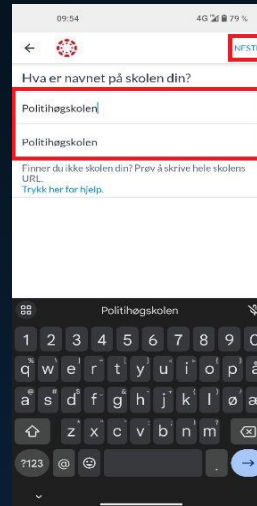 09:54
4G 79 %
NESTE
Hva er navnet på skolen din?
Politihøgskolen
Politihøgskolen
Finner du ikke skolen din? Prøv å skrive hele skolens
URL.
Trykk her for hjelp.
Politihøgskolen
1 2 3 4 5 6 7 8 9 0
q w e r t y u i o p å
a s d f g h j k l ø æ
z x c v b n m
?123 @ .